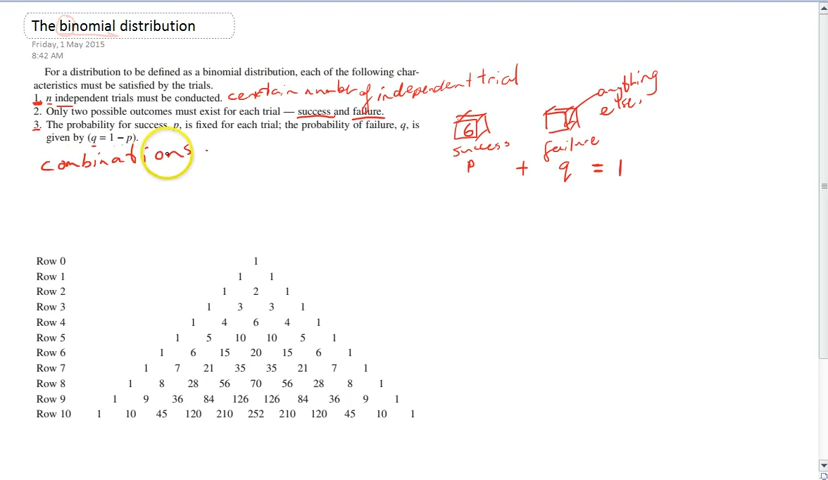 The binomial distribution
Friday, 1 May 2015
8:42 AM
For a distribution to be defined as a binomial distribution, each of the following char-
acteristics must be satisfied by the trials.
1. n independent trials must be conducted. certain number of independent trial
2. Only two possible outcomes must exist for each trial — success and failure.
3. The probability for success, p, is fixed for each trial; the probability of failure, q, is
given by (q = 1 – p).
combinations
anything
else.
6
success failure
p + q = 1
Row 0 1
Row 1 1 1
Row 2 1 2 1
Row 3 1 3 3 1
Row 4 1 4 6 4 1
Row 5 1 5 10 10 5 1
Row 6 1 6 15 20 15 6 1
Row 7 1 7 21 35 35 21 7 1
Row 8 1 8 28 56 70 56 28 8 1
Row 9 1 9 36 84 126 126 84 36 9 1
Row 10 1 10 45 120 210 252 210 120 45 10 1